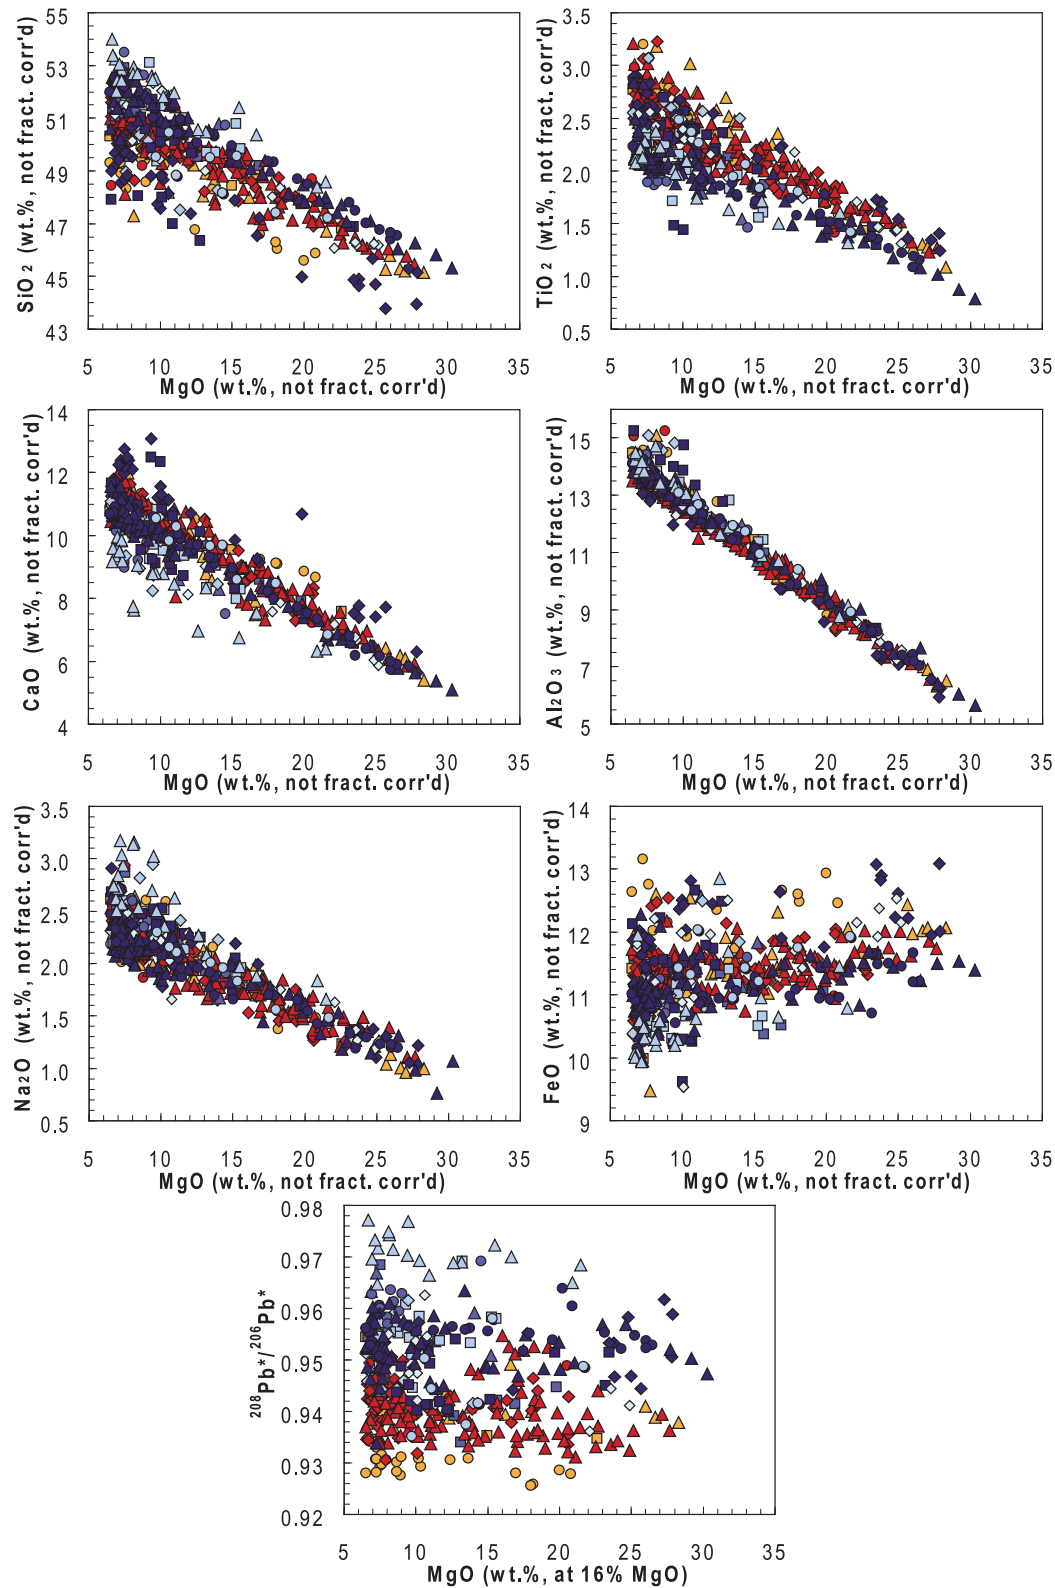 SiO2 (wt.%, not fract. corr'd)
55
53
51
49
47
45
43
5 10 15 20 25 30 35
MgO (wt.%, not fract. corr'd)
TiO2 (wt.%, not fract. corr'd)
3.5
3.0
2.5
2.0
1.5
1.0
0.5
5 10 15 20 25 30 35
MgO (wt.%, not fract. corr'd)
CaO (wt.%, not fract. corr'd)
14
12
10
8
6
4
5 10 15 20 25 30 35
MgO (wt.%, not fract. corr'd)
Al2O3 (wt.%, not fract. corr'd)
15
13
11
9
7
5
5 10 15 20 25 30 35
MgO (wt.%, not fract. corr'd)
Na2O (wt.%, not fract. corr'd)
3.5
3.0
2.5
2.0
1.5
1.0
0.5
5 10 15 20 25 30 35
MgO (wt.%, not fract. corr'd)
FeO (wt.%, not fract. corr'd)
14
13
12
11
10
9
5 10 15 20 25 30 35
MgO (wt.%, not fract. corr'd)
208Pb*/206Pb*
0.98
0.97
0.96
0.95
0.94
0.93
0.92
5 10 15 20 25 30 35
MgO (wt.%, at 16% MgO)